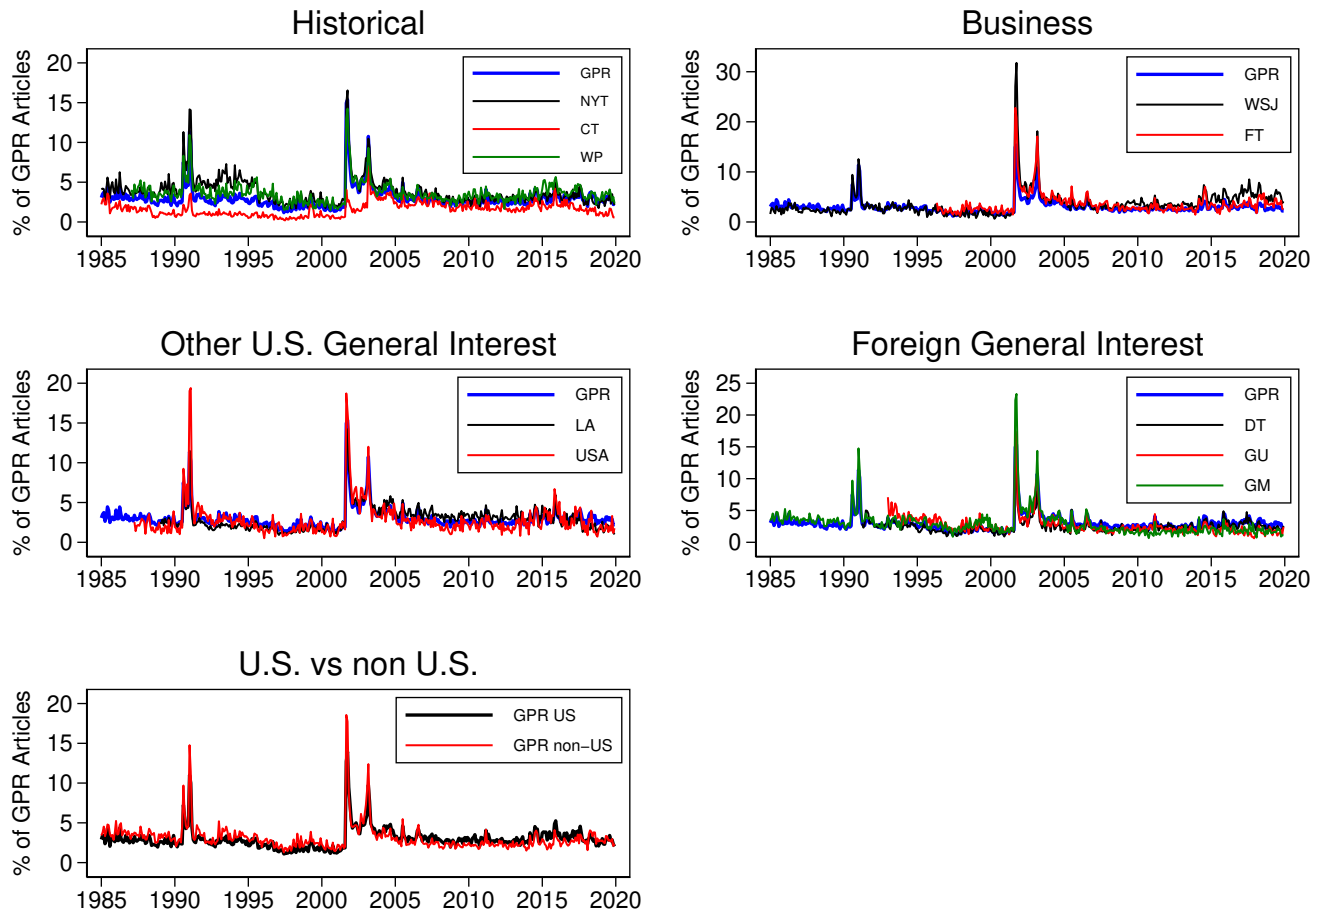 Historical
% of GPR Articles
20
15
10
5
0
GPR
NYT
CT
WP
1985 1990 1995 2000 2005 2010 2015 2020
Business
% of GPR Articles
30
20
10
0
GPR
WSJ
FT
1985 1990 1995 2000 2005 2010 2015 2020
Other U.S. General Interest
% of GPR Articles
20
15
10
5
0
GPR
LA
USA
1985 1990 1995 2000 2005 2010 2015 2020
Foreign General Interest
% of GPR Articles
25
20
15
10
5
0
GPR
DT
GU
GM
1985 1990 1995 2000 2005 2010 2015 2020
U.S. vs non U.S.
% of GPR Articles
20
15
10
5
0
GPR US
GPR non−US
1985 1990 1995 2000 2005 2010 2015 2020